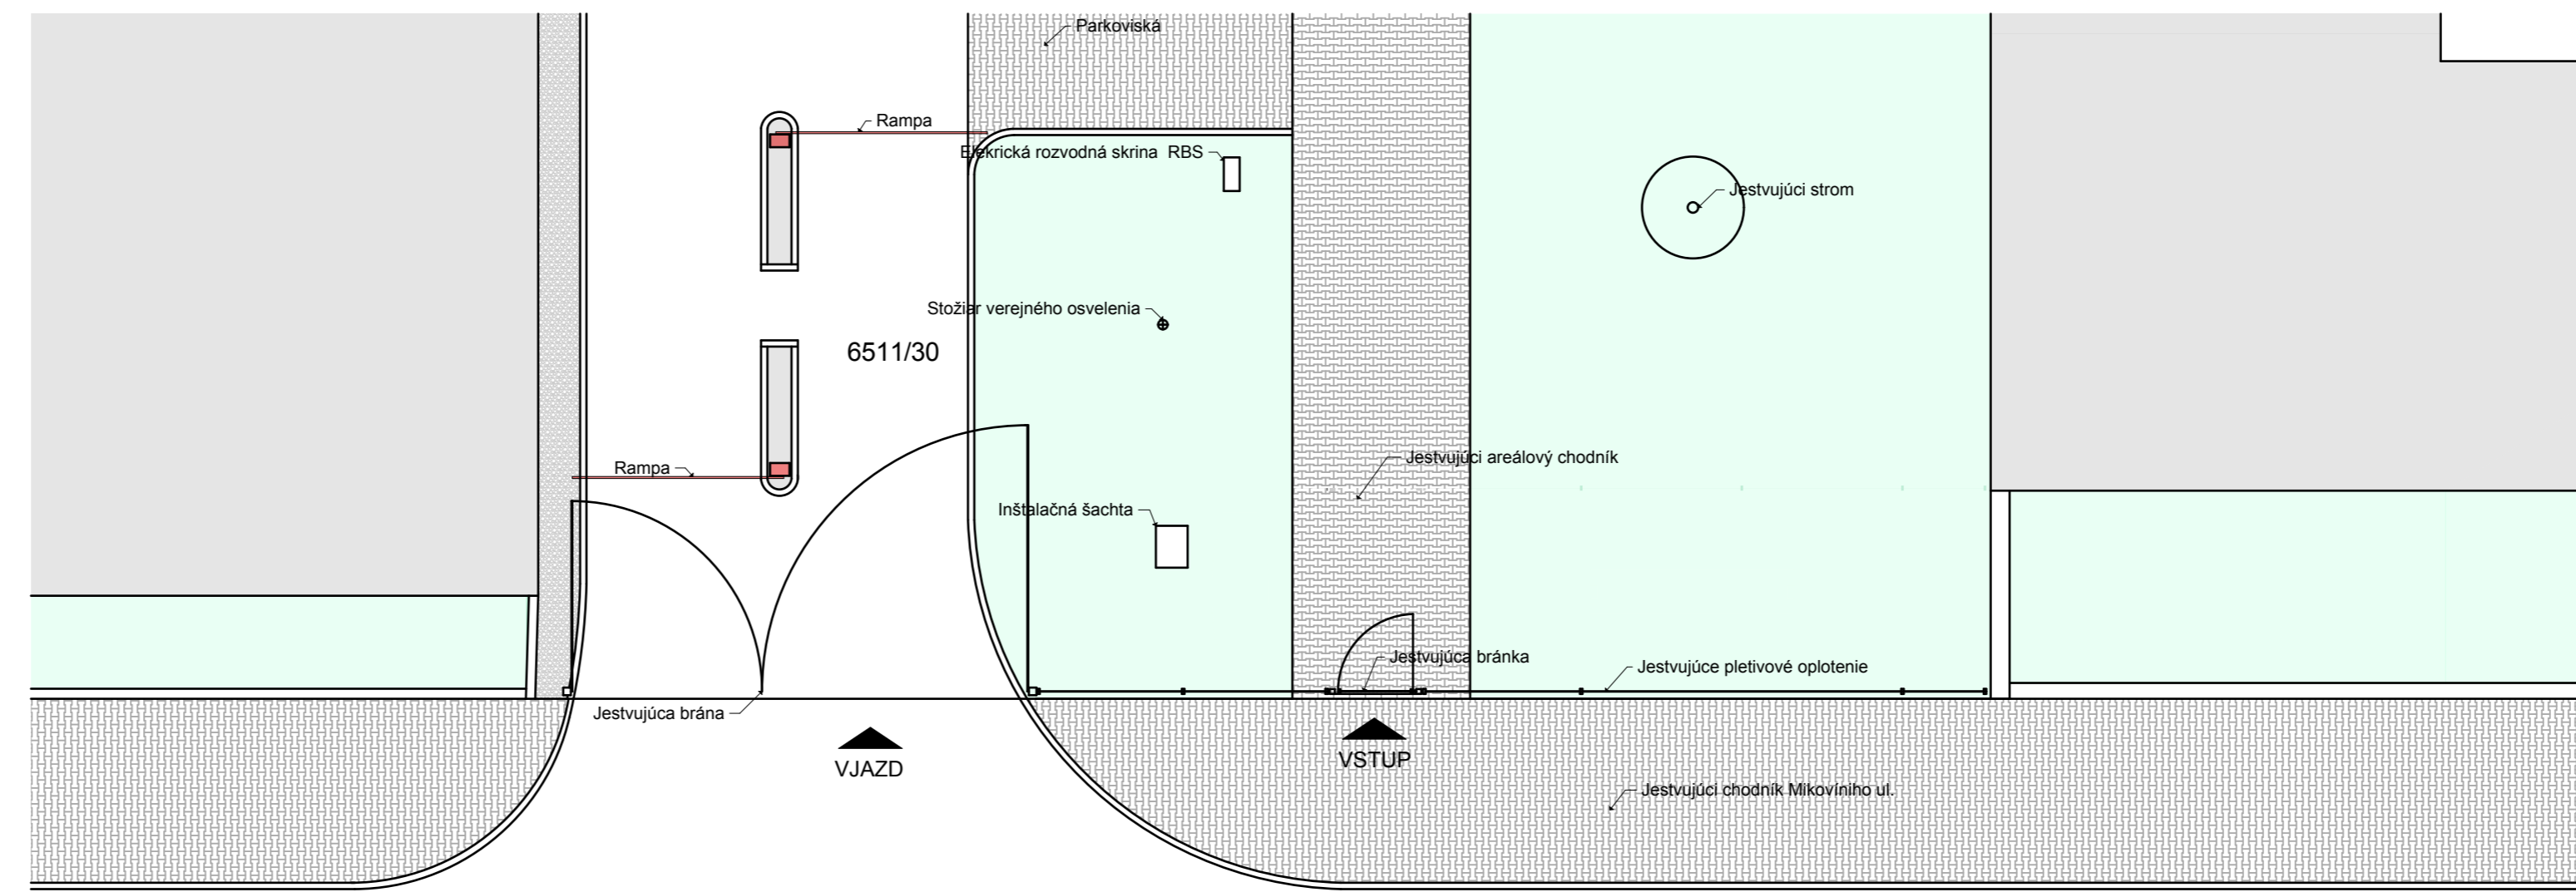 Parkoviská
Rampa
Elekrická rozvodná skrina RBS
Jestvujúci strom
Stožiar verejného osvelenia
6511/30
Jestvujúci areálový chodník
Rampa
Inštalačná šachta
Jestvujúca bránka
Jestvujúce pletivové oplotenie
Jestvujúca brána
VJAZD
VSTUP
Jestvujúci chodník Mikovíniho ul.